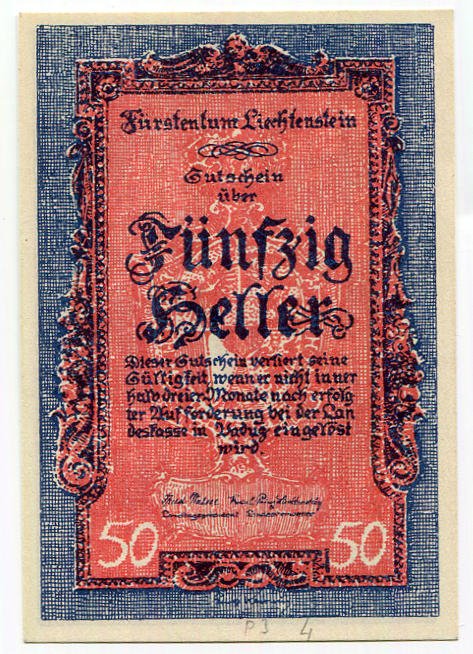 Fürstentum Liechtenstein
Gutschein
über
Fünfzig
Heller
Dieser Gutschein verliert seine
Gültigkeit, wenn er nicht inner
halb dreier Monate nach erfolg
ter Aufforderung bei der Lan
deskasse in Vaduz eingelöst
wird.
50 50
P3 4